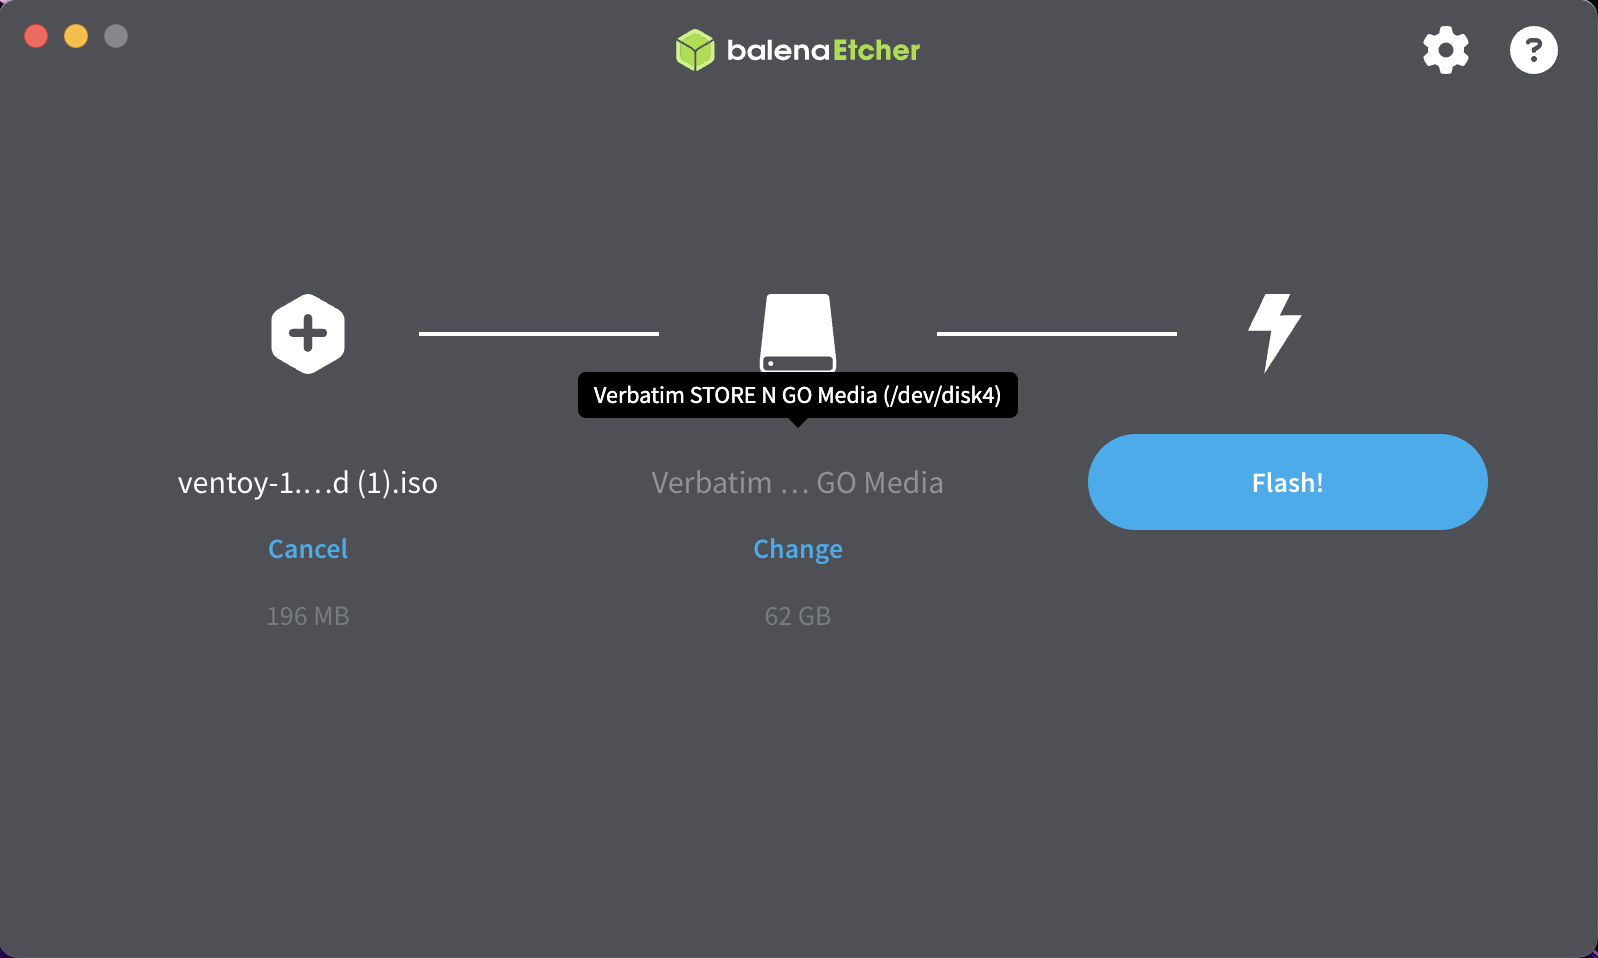 balenaEtcher
?
Verbatim STORE N GO Media (/dev/disk4)
ventoy-1.…d (1).iso
Verbatim … GO Media
Flash!
Cancel
Change
196 MB
62 GB